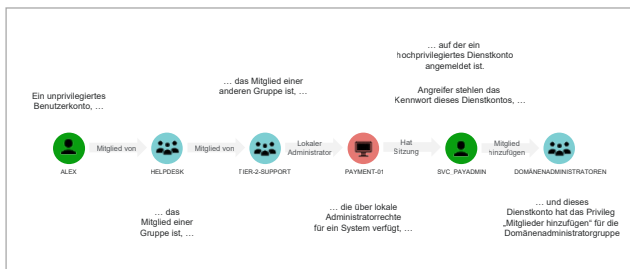 … auf der ein
hochprivilegiertes Dienstkonto
angemeldet ist.
Angreifer stehlen das
Kennwort dieses Dienstkontos, …
… das Mitglied einer
anderen Gruppe ist, …
Ein unprivilegiertes
Benutzerkonto, …
Mitglied von
Mitglied von
Lokaler
Administrator
Hat
Sitzung
Mitglied
hinzufügen
ALEX
HELPDESK
TIER-2-SUPPORT
PAYMENT-01
SVC_PAYADMIN
DOMÄNENADMINISTRATOREN
… das
Mitglied einer
Gruppe ist, …
… die über lokale
Administratorrechte
für ein System verfügt, …
… und dieses
Dienstkonto hat das Privileg
„Mitglieder hinzufügen“ für die
Domänenadministratorgruppe